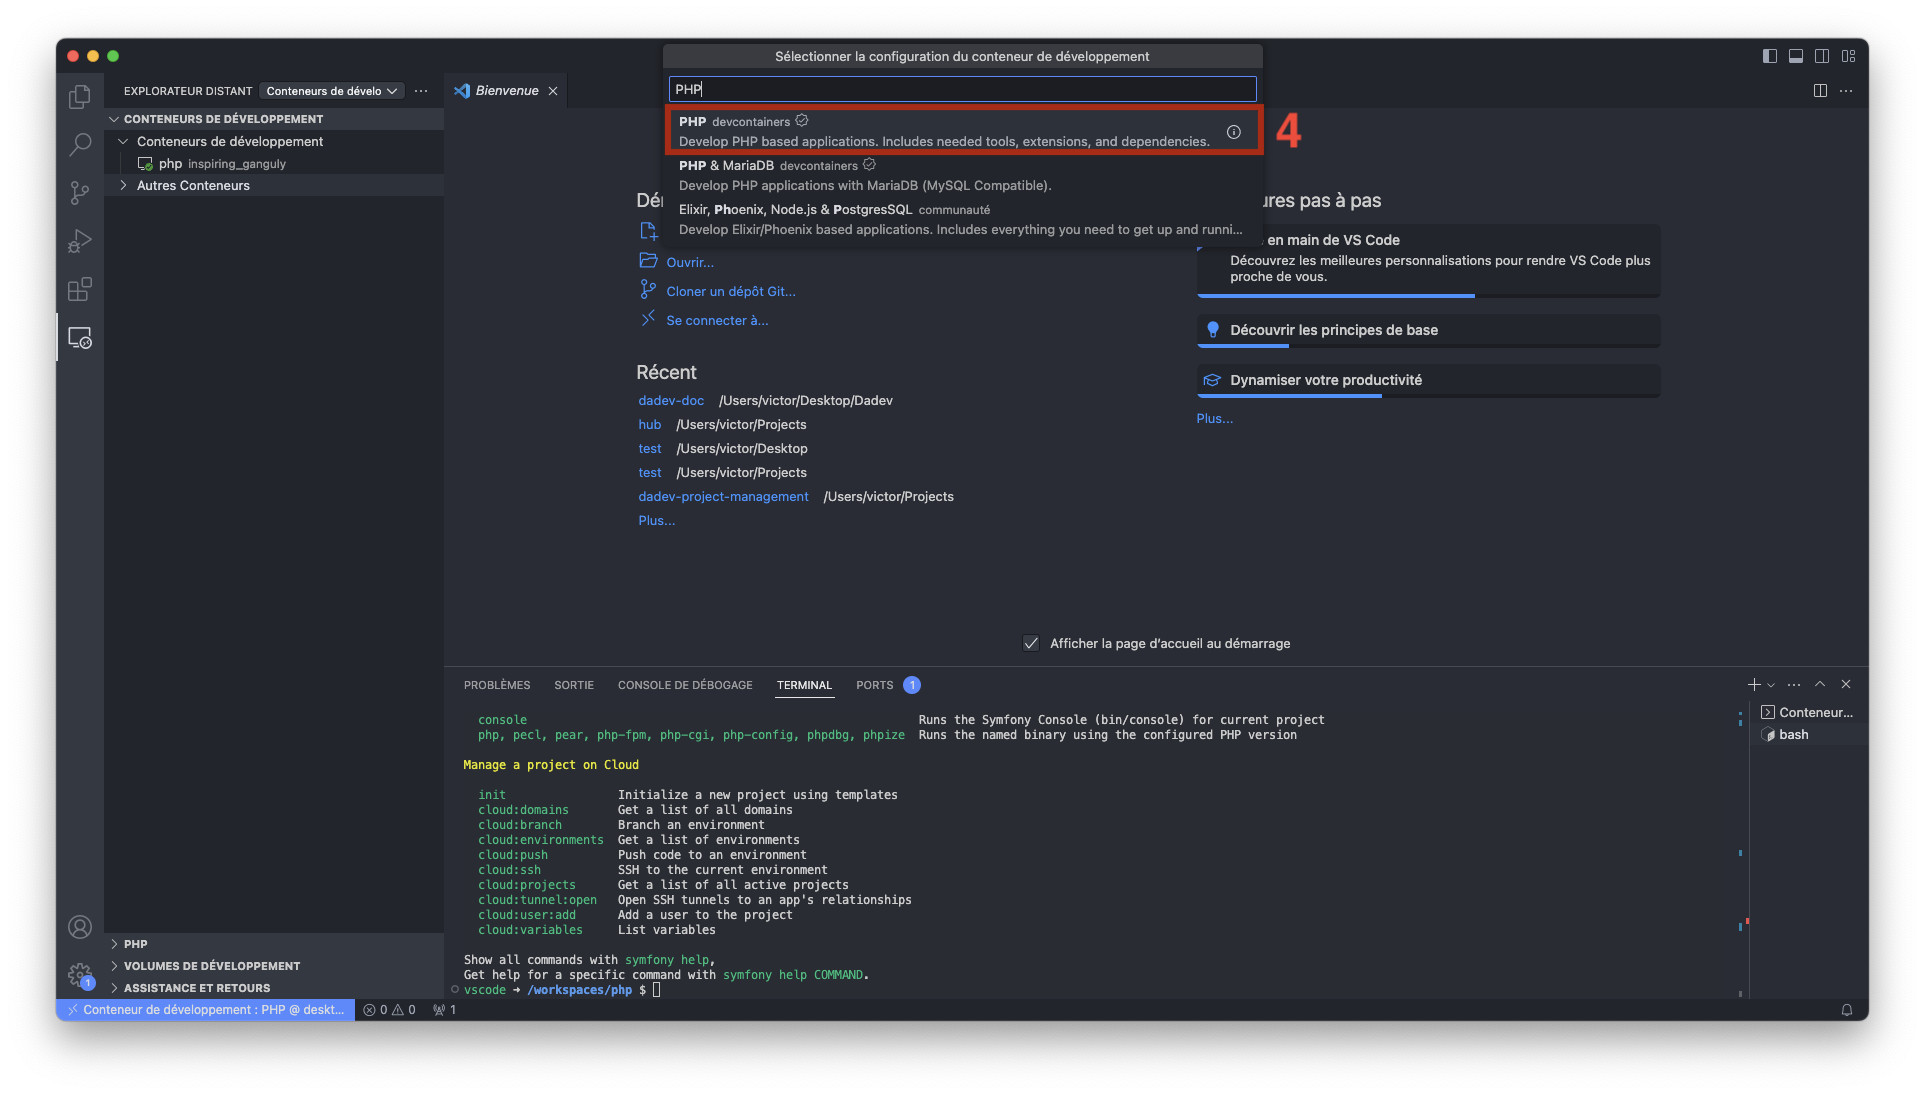 Sélectionner la configuration du conteneur de développement
PHP
PHP devcontainers
Develop PHP based applications. Includes needed tools, extensions, and dependencies.
4
PHP & MariaDB devcontainers
Develop PHP applications with MariaDB (MySQL Compatible).
Elixir, Phoenix, Node.js & PostgresSQL communauté
Develop Elixir/Phoenix based applications. Includes everything you need to get up and runni...
EXPLORATEUR DISTANT
Conteneurs de dévelo
Bienvenue
CONTENEURS DE DÉVELOPPEMENT
Conteneurs de développement
php inspiring_ganguly
Autres Conteneurs
PHP
VOLUMES DE DÉVELOPPEMENT
ASSISTANCE ET RETOURS
1
Ouvrir...
Cloner un dépôt Git...
Se connecter à...
Récent
dadev-doc /Users/victor/Desktop/Dadev
hub /Users/victor/Projects
test /Users/victor/Desktop
test /Users/victor/Projects
dadev-project-management /Users/victor/Projects
Plus...
ures pas à pas
en main de VS Code
Découvrez les meilleures personnalisations pour rendre VS Code plus
proche de vous.
Découvrir les principes de base
Dynamiser votre productivité
Plus...
Afficher la page d'accueil au démarrage
PROBLÈMES SORTIE CONSOLE DE DÉBOGAGE TERMINAL PORTS 1
console Runs the Symfony Console (bin/console) for current project
php, pecl, pear, php-fpm, php-cgi, php-config, phpdbg, phpize Runs the named binary using the configured PHP version
Manage a project on Cloud
init Initialize a new project using templates
cloud:domains Get a list of all domains
cloud:branch Branch an environment
cloud:environments Get a list of environments
cloud:push Push code to an environment
cloud:ssh SSH to the current environment
cloud:projects Get a list of all active projects
cloud:tunnel:open Open SSH tunnels to an app's relationships
cloud:user:add Add a user to the project
cloud:variables List variables
Show all commands with symfony help,
Get help for a specific command with symfony help COMMAND.
vscode ➜ /workspaces/php $
Conteneur...
bash
Conteneur de développement : PHP @ deskt... 0 0 1